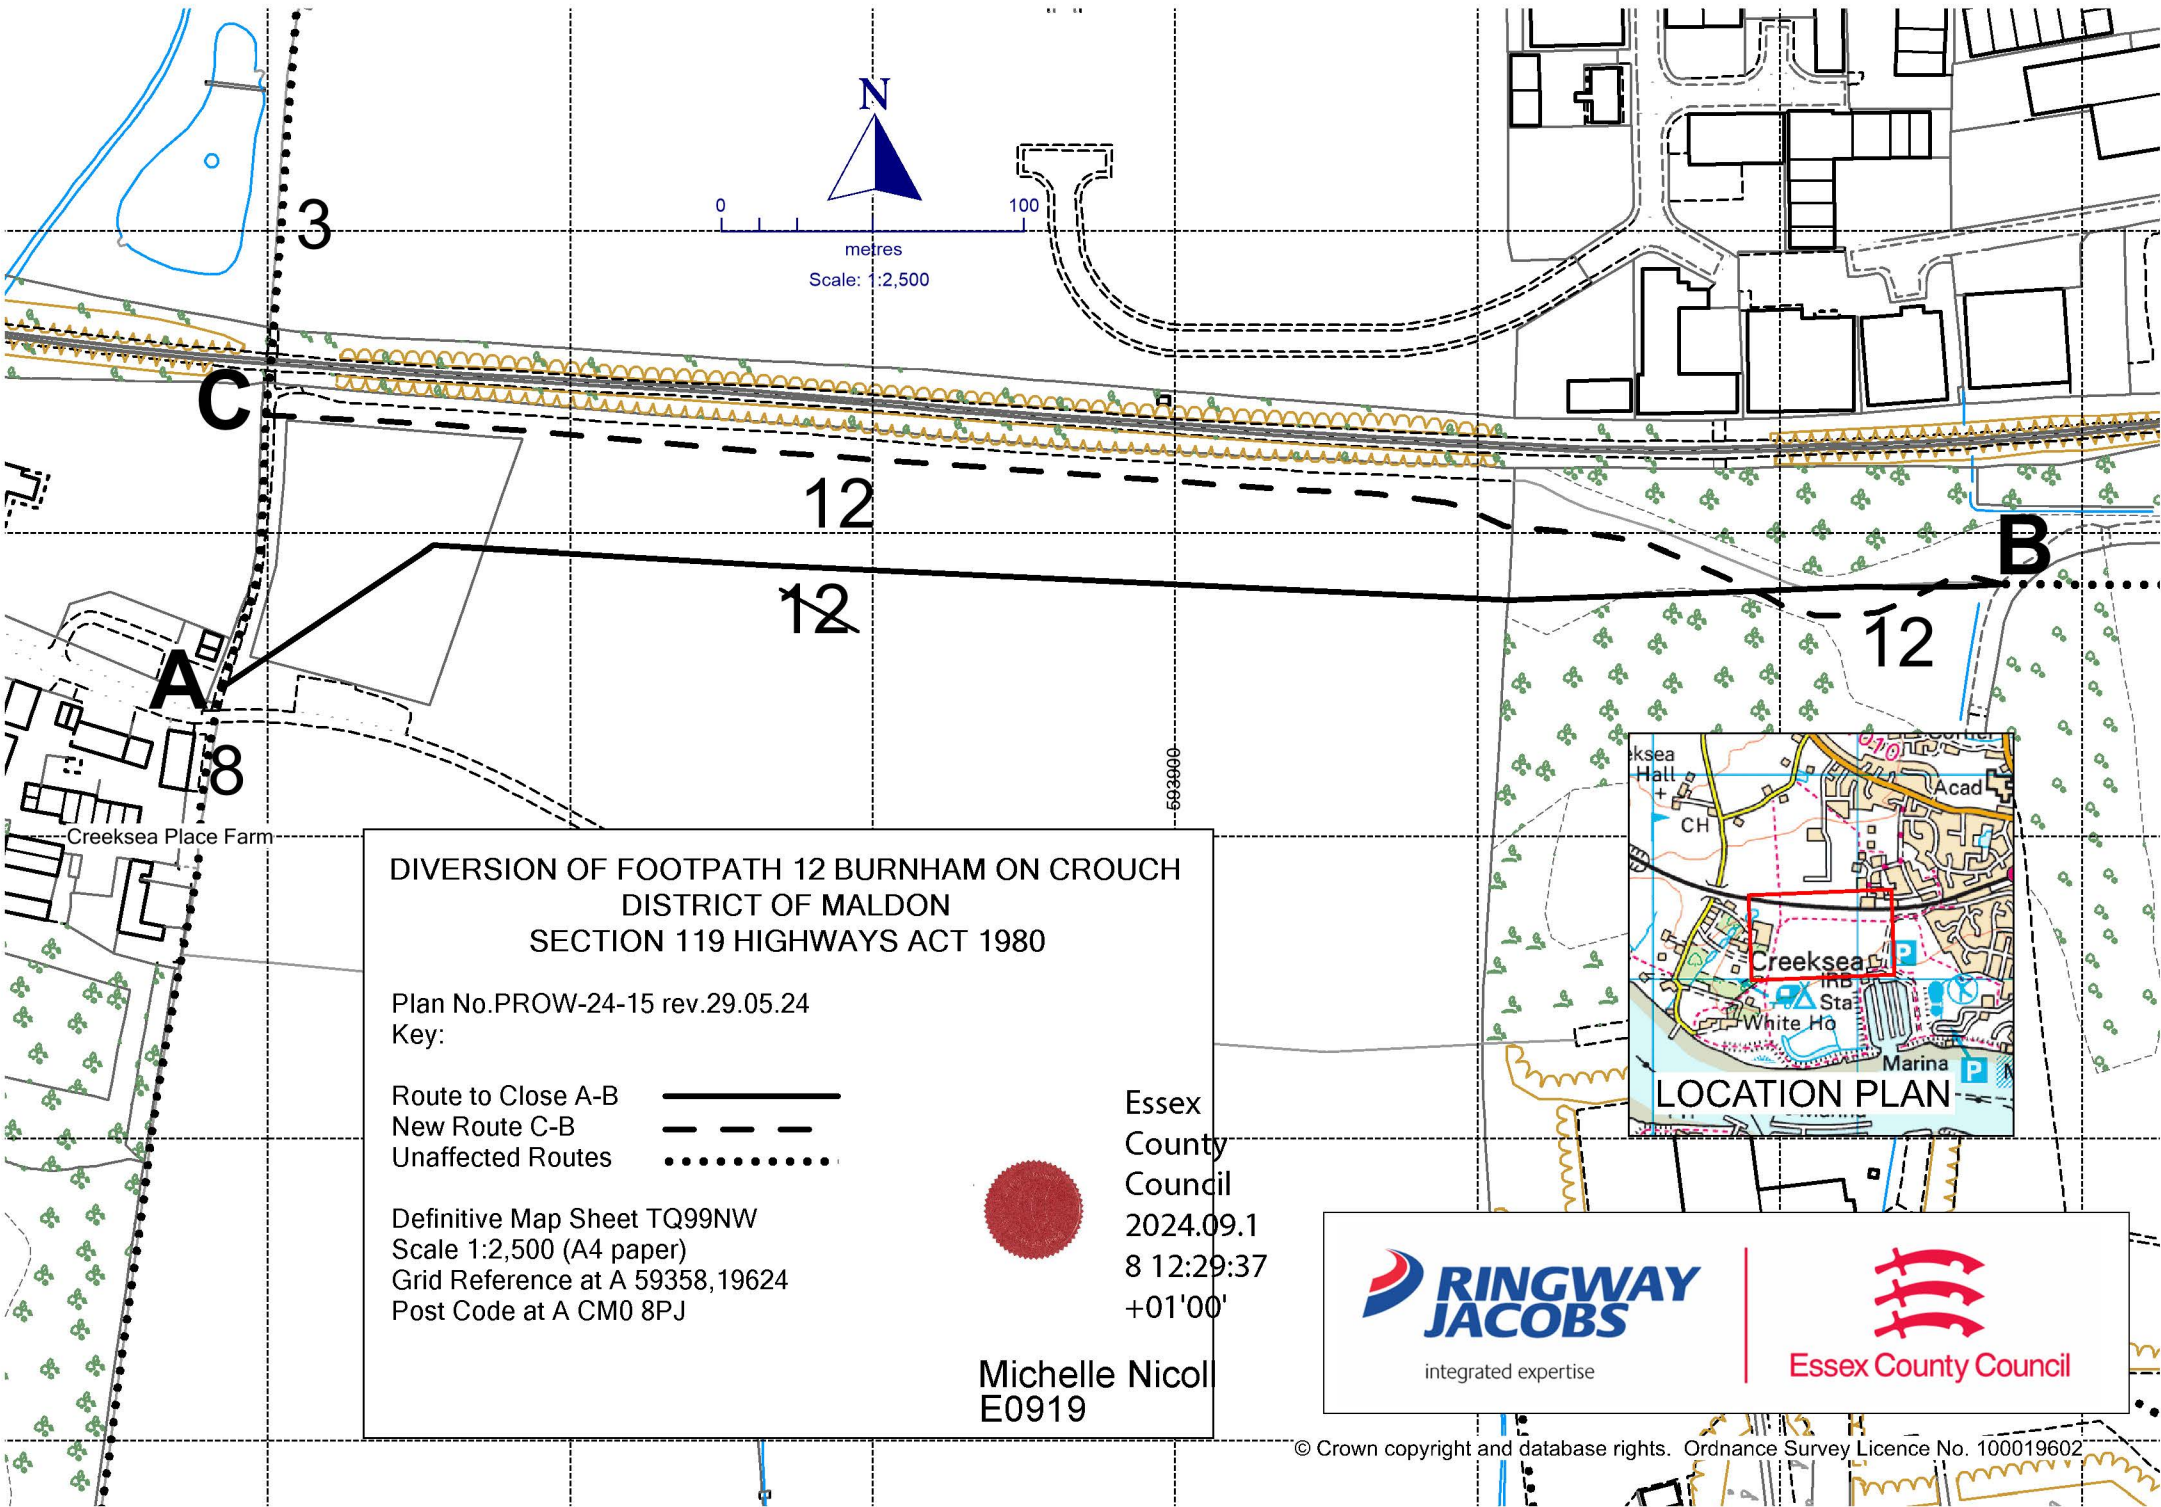 N
0
100
metres
Scale: 1:2,500
3
C
12
12
B
12
A
8
593900
Creeksea Place Farm
DIVERSION OF FOOTPATH 12 BURNHAM ON CROUCH
DISTRICT OF MALDON
SECTION 119 HIGHWAYS ACT 1980
Plan No.PROW-24-15 rev.29.05.24
Key:
Route to Close A-B
New Route C-B
Unaffected Routes
Definitive Map Sheet TQ99NW
Scale 1:2,500 (A4 paper)
Grid Reference at A 59358,19624
Post Code at A CM0 8PJ
Essex
County
Council
2024.09.1
8 12:29:37
+01'00'
Michelle Nicoll
E0919
eksea
Hall
CH
010
Acad
Creeksea
P
IRB
Sta
White Ho
Marina
P
LOCATION PLAN
RINGWAY
JACOBS
integrated expertise
Essex County Council
© Crown copyright and database rights. Ordnance Survey Licence No. 100019602